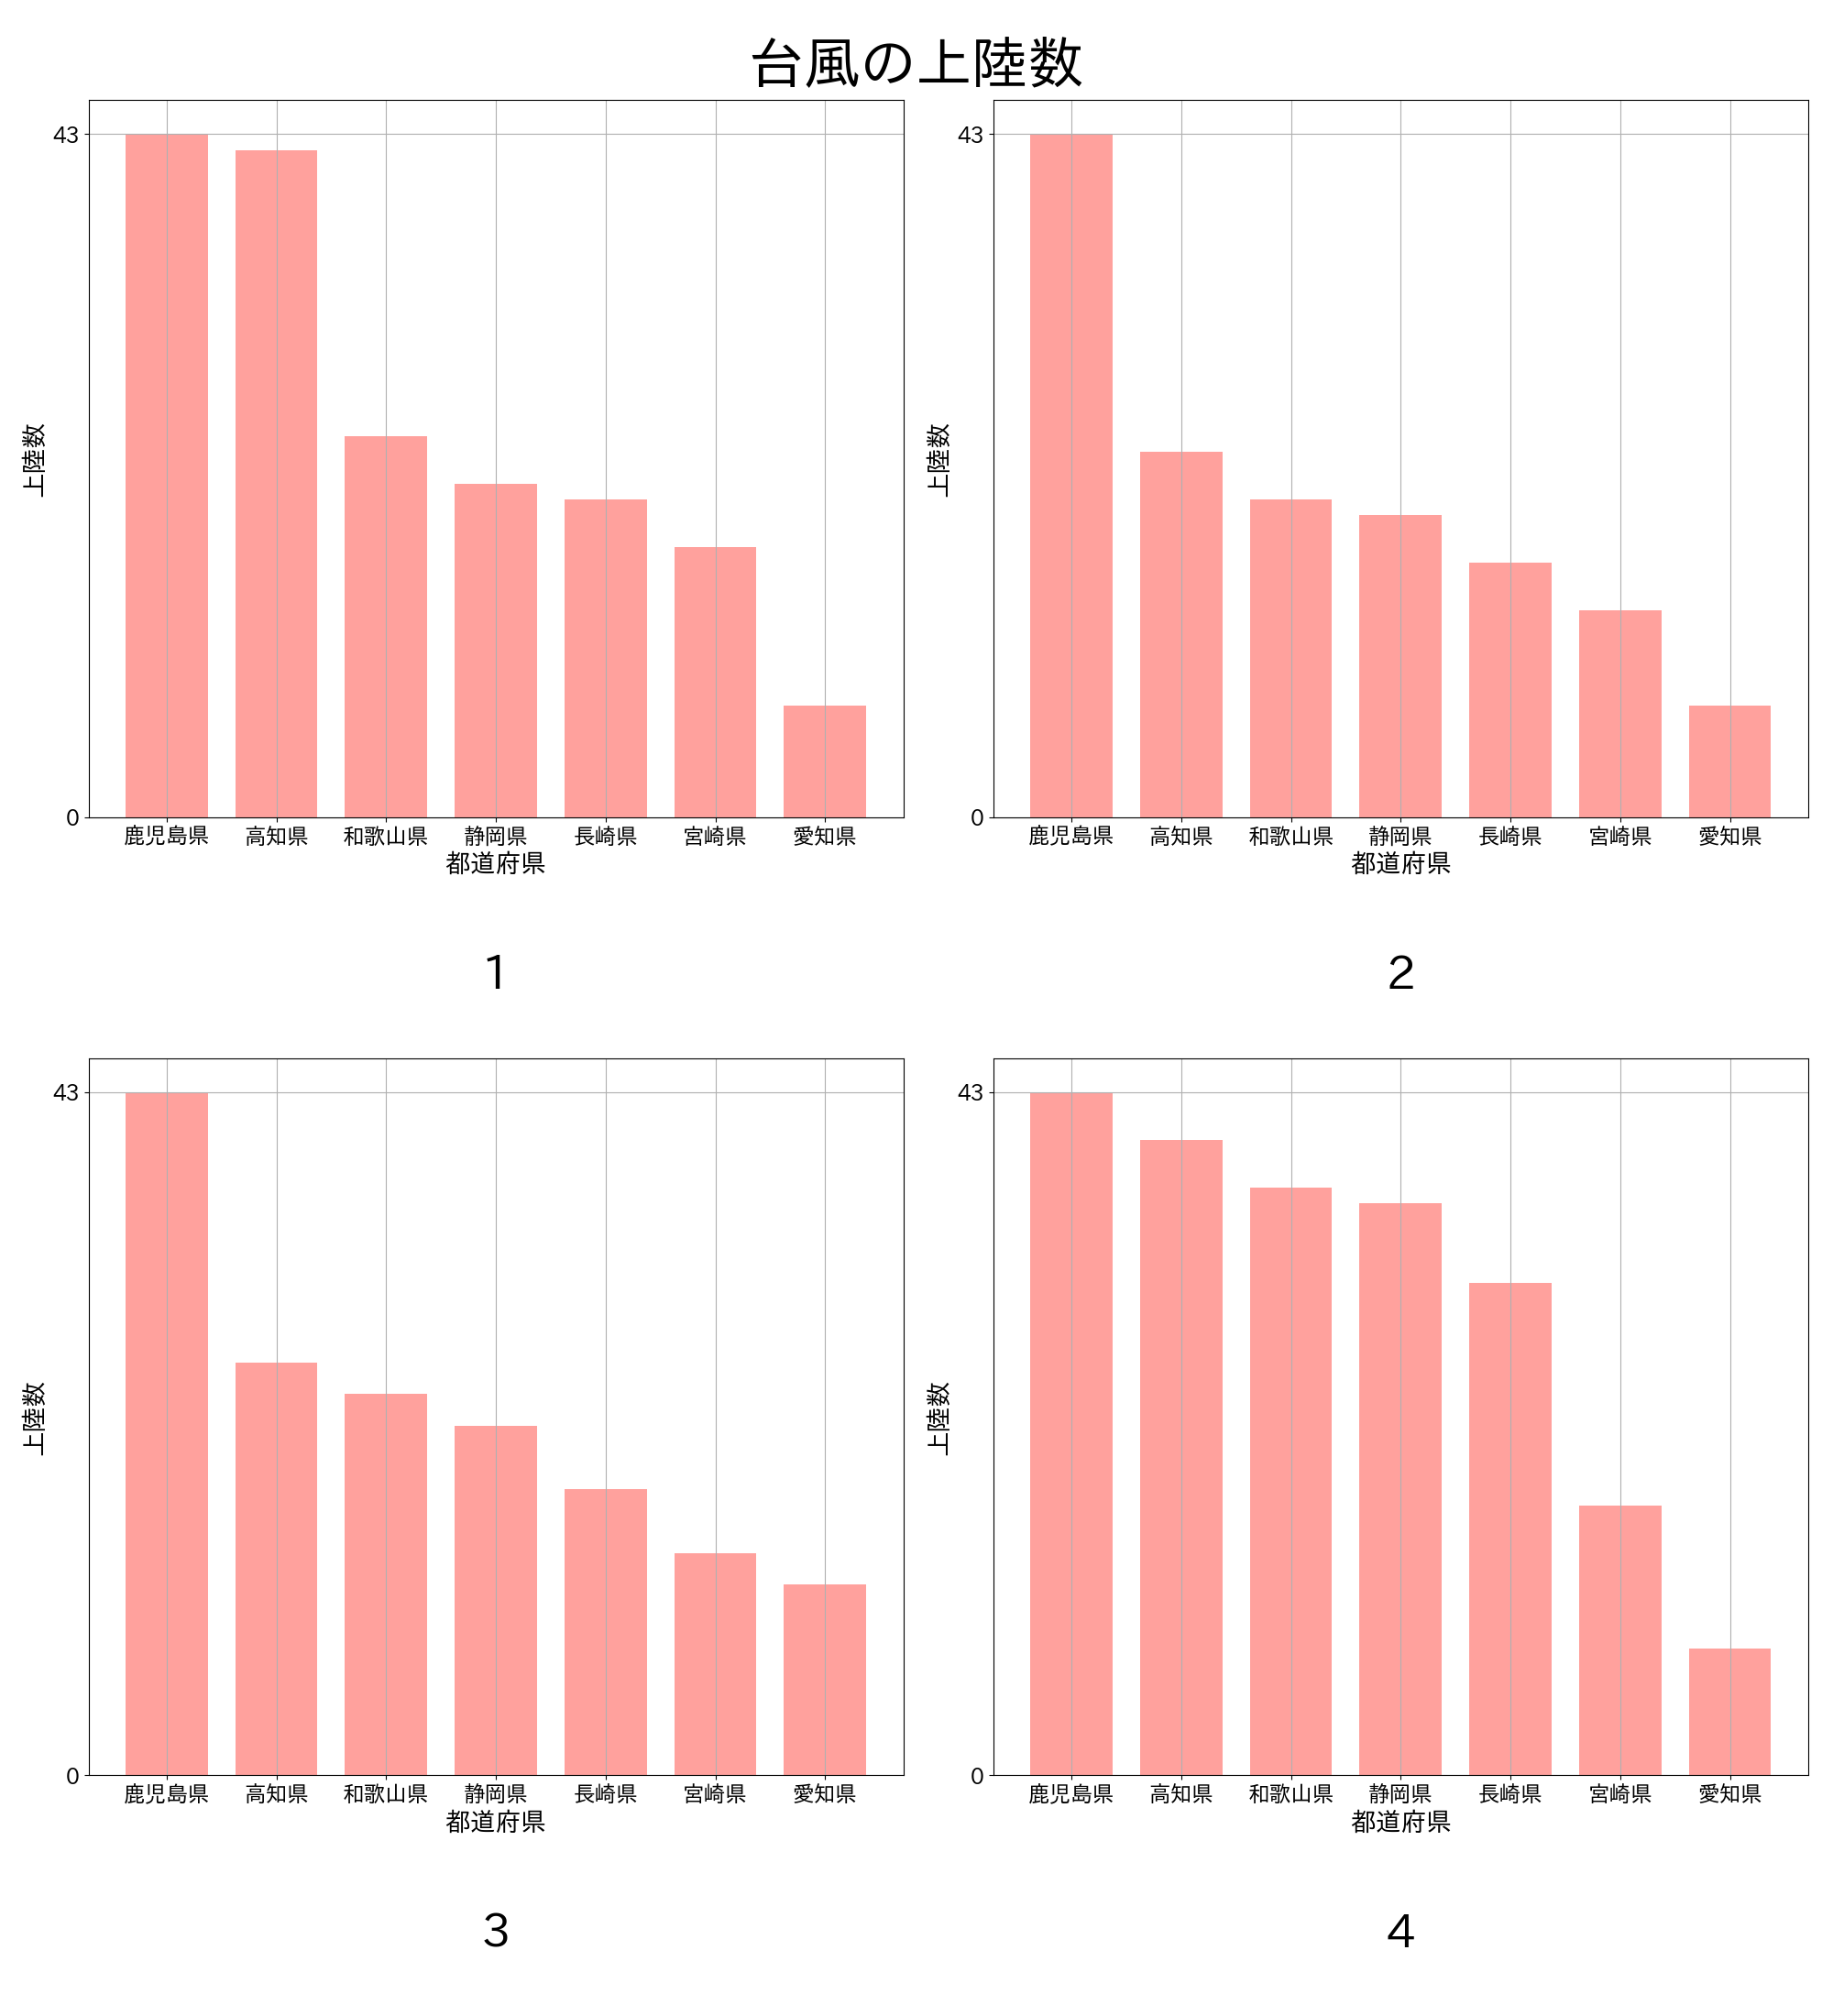 台風の上陸数
43
0
上陸数
鹿児島県 高知県 和歌山県 静岡県 長崎県 宮崎県 愛知県
都道府県
1
43
0
上陸数
鹿児島県 高知県 和歌山県 静岡県 長崎県 宮崎県 愛知県
都道府県
2
43
0
上陸数
鹿児島県 高知県 和歌山県 静岡県 長崎県 宮崎県 愛知県
都道府県
3
43
0
上陸数
鹿児島県 高知県 和歌山県 静岡県 長崎県 宮崎県 愛知県
都道府県
4